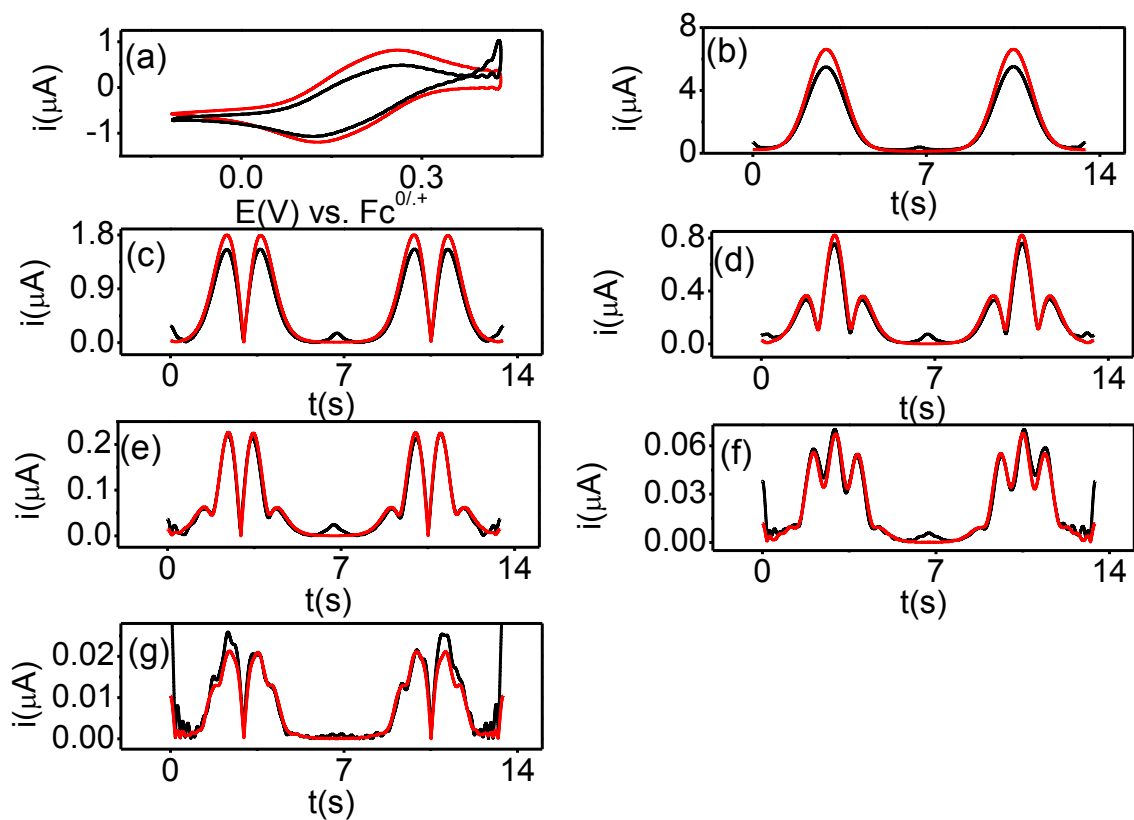 (a)
i(μA)
1
0
-1
0.0 0.3
E(V) vs. Fc^{0/.+}
(b)
i(μA)
8
4
0
0 7 14
t(s)
(c)
i(μA)
1.8
0.9
0.0
0 7 14
t(s)
(d)
i(μA)
0.8
0.4
0.0
0 7 14
t(s)
(e)
i(μA)
0.2
0.1
0.0
0 7 14
t(s)
(f)
i(μA)
0.06
0.03
0.00
0 7 14
t(s)
(g)
i(μA)
0.02
0.01
0.00
0 7 14
t(s)